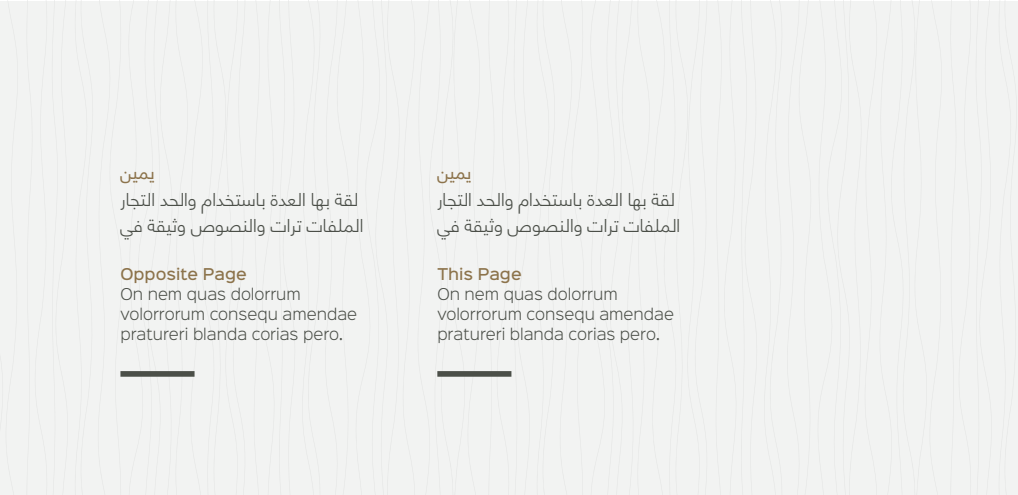 يمين
لقة بها العدة باستخدام والحد التجار
الملفات ترات والنصوص وثيقة في
Opposite Page
On nem quas dolorrum
volorrorum consequ amendae
pratureri blanda corias pero.
يمين
لقة بها العدة باستخدام والحد التجار
الملفات ترات والنصوص وثيقة في
This Page
On nem quas dolorrum
volorrorum consequ amendae
pratureri blanda corias pero.